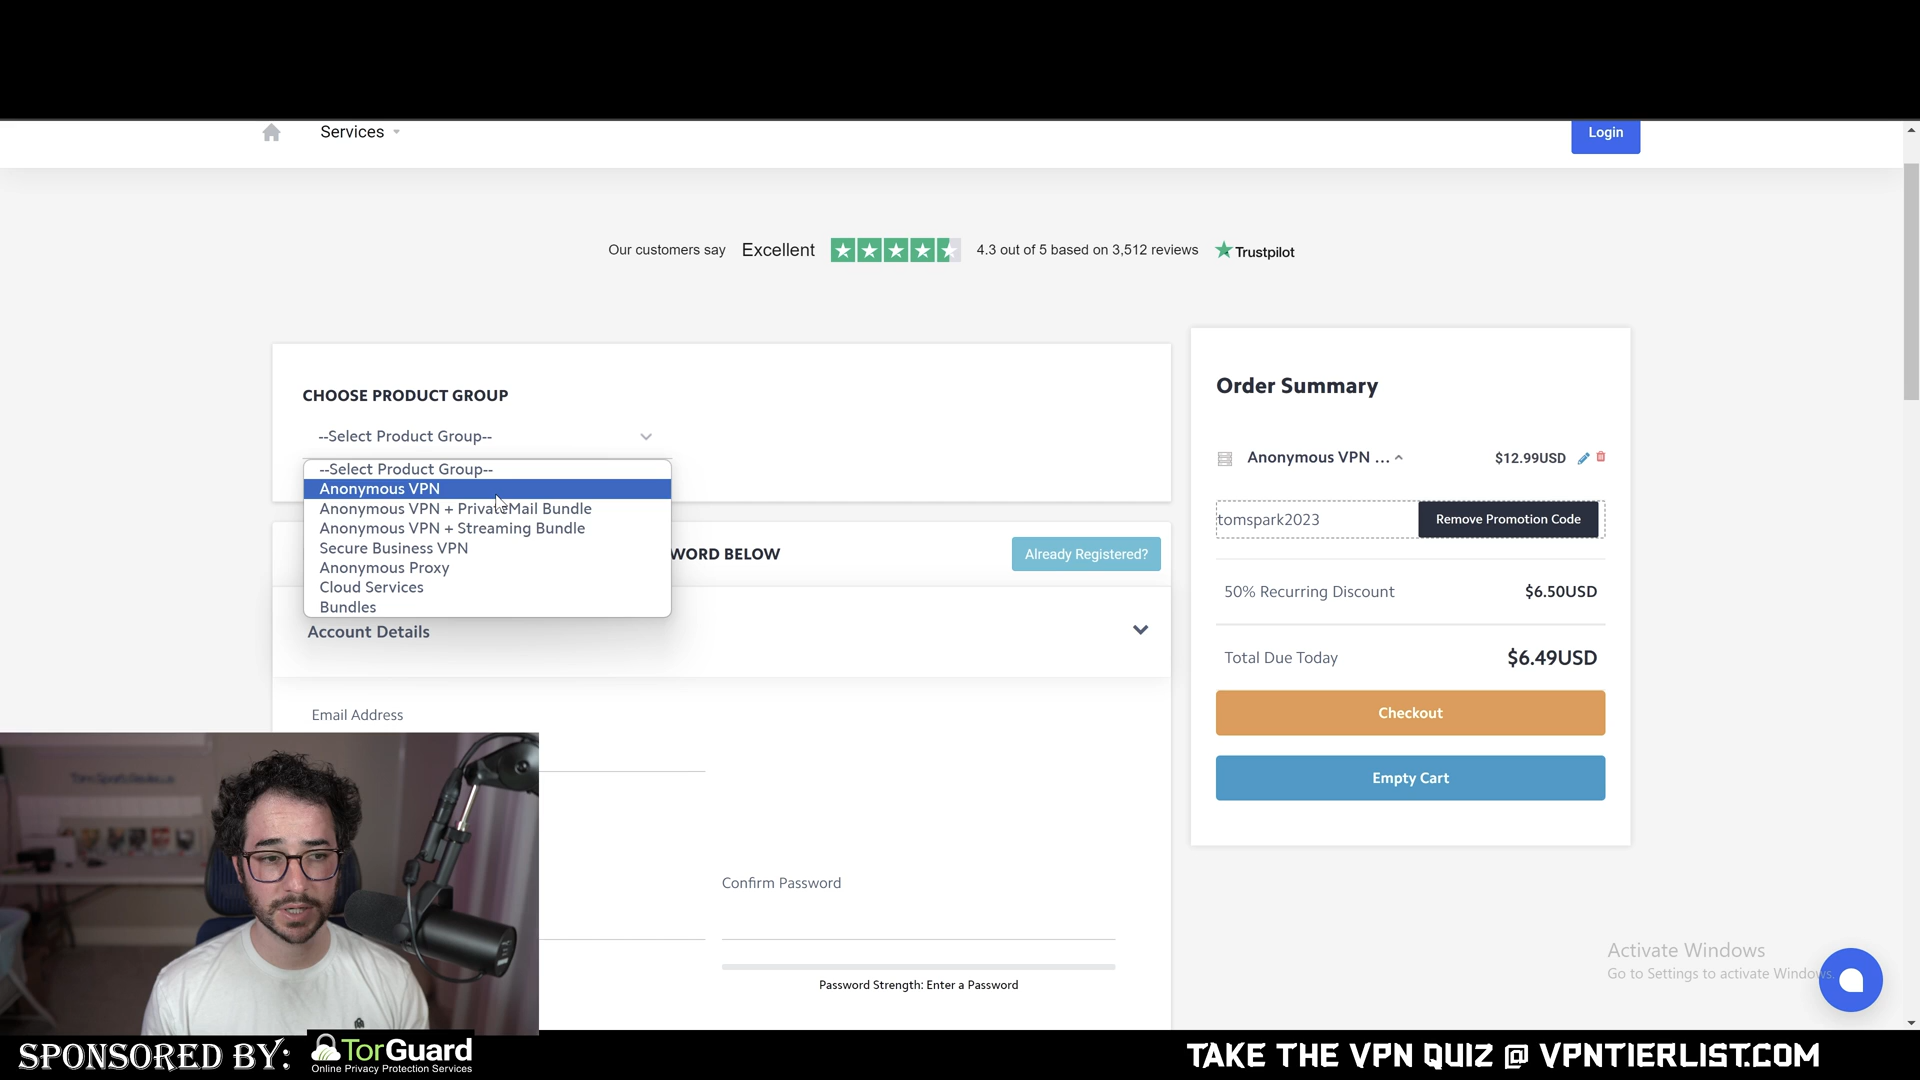 Services
Login
Our customers say Excellent 4.3 out of 5 based on 3,512 reviews Trustpilot
CHOOSE PRODUCT GROUP
--Select Product Group--
--Select Product Group--
Anonymous VPN
Anonymous VPN + PrivateMail Bundle
Anonymous VPN + Streaming Bundle
Secure Business VPN
Anonymous Proxy
Cloud Services
Bundles
WORD BELOW
Already Registered?
Account Details
Email Address
Confirm Password
Password Strength: Enter a Password
Order Summary
Anonymous VPN ... $12.99USD
tomspark2023 Remove Promotion Code
50% Recurring Discount $6.50USD
Total Due Today $6.49USD
Checkout
Empty Cart
Activate Windows
Go to Settings to activate Windows.
SPONSORED BY: TorGuard
Online Privacy Protection Services
TAKE THE VPN QUIZ @ VPNTIERLIST.COM